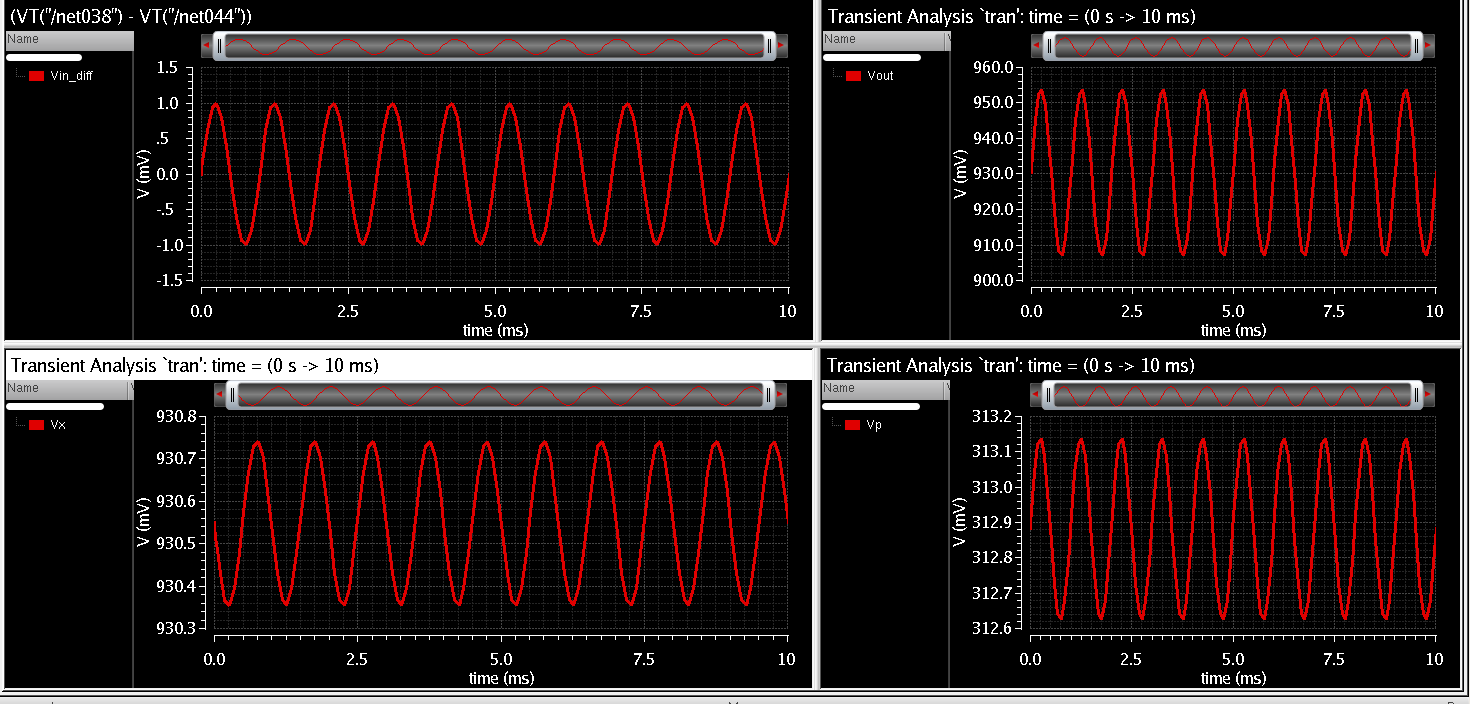 (VT("/net038") - VT("/net044"))
Name
Vin_diff
1.5
1.0
.5
0.0
-.5
-1.0
-1.5
V (mV)
0.0 2.5 5.0 7.5 10
time (ms)
Transient Analysis `tran': time = (0 s -> 10 ms)
Name
Vout
960.0
950.0
940.0
930.0
920.0
910.0
900.0
V (mV)
0.0 2.5 5.0 7.5 10
time (ms)
Transient Analysis `tran': time = (0 s -> 10 ms)
Name
Vx
930.8
930.7
930.6
930.5
930.4
930.3
V (mV)
0.0 2.5 5.0 7.5 10
time (ms)
Transient Analysis `tran': time = (0 s -> 10 ms)
Name
Vp
313.2
313.1
313.0
312.9
312.8
312.7
312.6
V (mV)
0.0 2.5 5.0 7.5 10
time (ms)